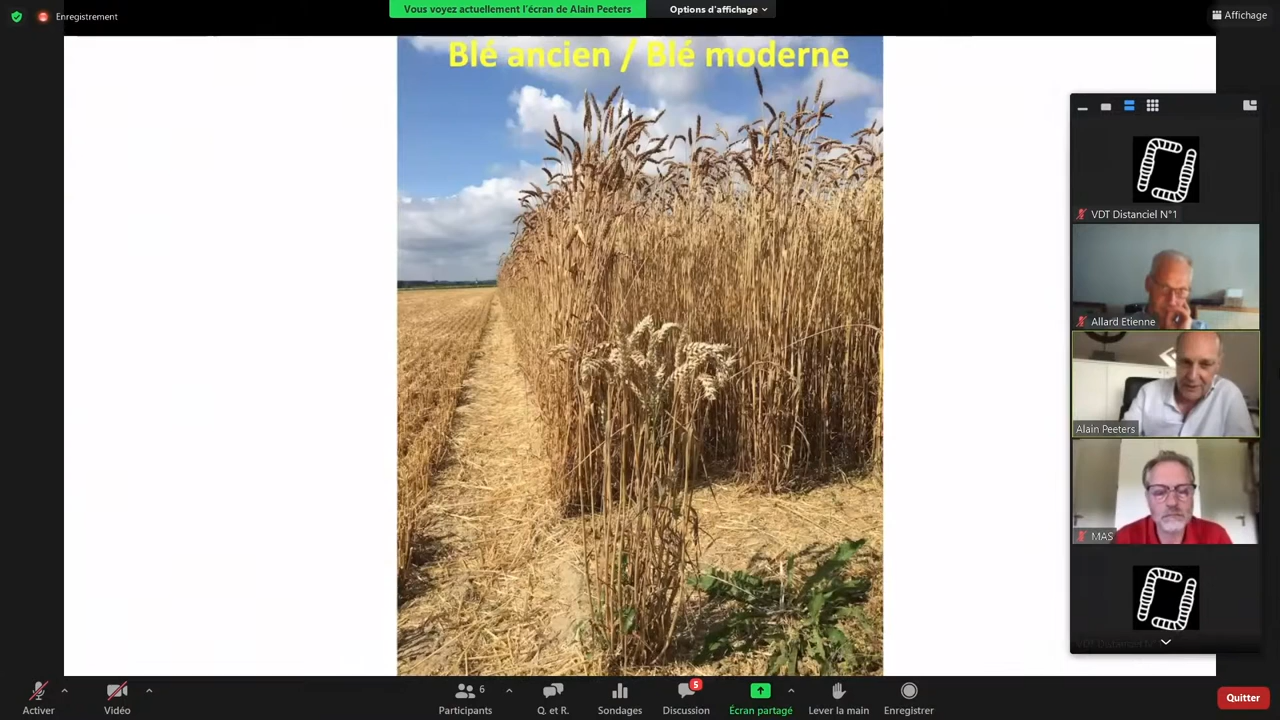 Enregistrement
Vous voyez actuellement l'écran de Alain Peeters
Options d'affichage
Affichage
Blé ancien / Blé moderne
VDT Distanciel N°1
Allard Etienne
Alain Peeters
MAS
Activer
Vidéo
Participants
6
Q. et R.
Sondages
Discussion
5
Écran partagé
Lever la main
Enregistrer
Quitter